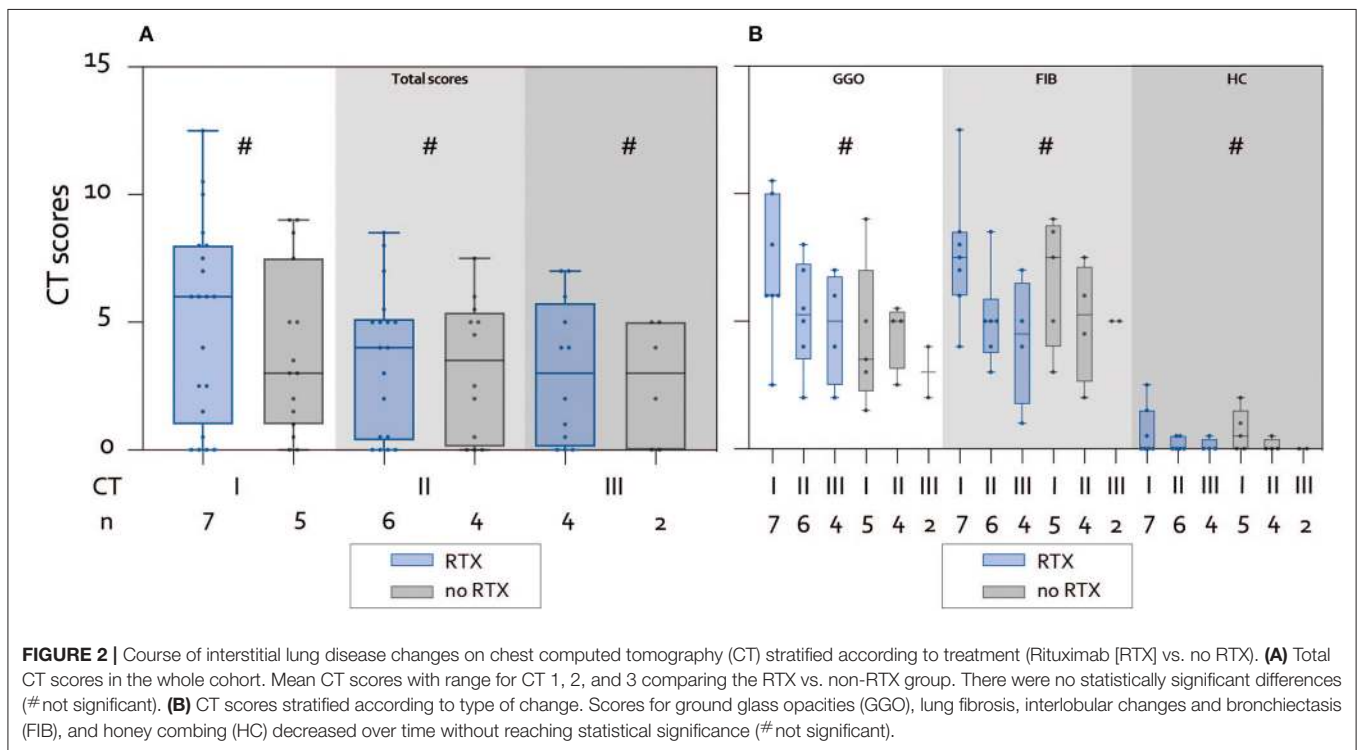 A
B
15
10
5
0
CT scores
Total scores
# # #
GGO FIB HC
# # #
CT I II III
n 7 5 6 4 4 2
I II III I II III I II III I II III I II III I II III
7 6 4 5 4 2 7 6 4 5 4 2 7 6 4 5 4 2
RTX
no RTX
RTX
no RTX
FIGURE 2 | Course of interstitial lung disease changes on chest computed tomography (CT) stratified according to treatment (Rituximab [RTX] vs. no RTX). (A) Total
CT scores in the whole cohort. Mean CT scores with range for CT 1, 2, and 3 comparing the RTX vs. non-RTX group. There were no statistically significant differences
(#not significant). (B) CT scores stratified according to type of change. Scores for ground glass opacities (GGO), lung fibrosis, interlobular changes and bronchiectasis
(FIB), and honey combing (HC) decreased over time without reaching statistical significance (#not significant).